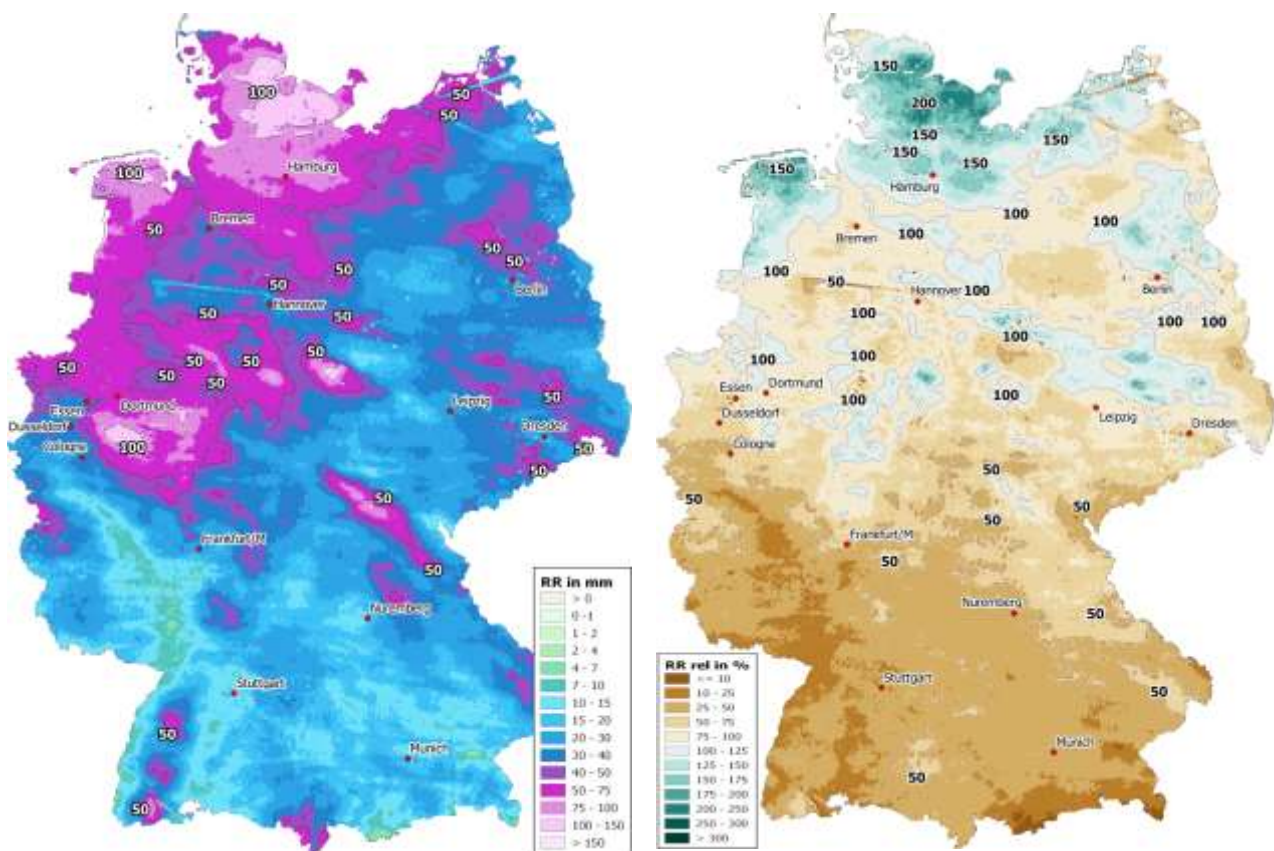 100
50
50
Hamburg
100
50
Bremen
50
50
50
Berlin
50
Hannover
50
50
50
50
50
50
50
50
Essen
Dortmund
50
Leipzig
Dusseldorf
Dresden
Cologne
100
50
50
50
Frankfurt/M
50
Nuremberg
Stuttgart
50
Munich
50
RR in mm
> 0
0 - 1
1 - 2
2 - 4
4 - 7
7 - 10
10 - 15
15 - 20
20 - 30
30 - 40
40 - 50
50 - 75
75 - 100
100 - 150
> 150
150
200
150
150
150
150
150
Hamburg
100
100
100
Bremen
100
50
100
Berlin
Hannover
100
100
100
100
100
100
Essen
Dortmund
100
100
Leipzig
Dusseldorf
Dresden
Cologne
50
50
50
50
Frankfurt/M
50
Nuremberg
50
Stuttgart
50
Munich
50
RR rel in %
<= 10
10 - 25
25 - 50
50 - 75
75 - 100
100 - 125
125 - 150
150 - 175
175 - 200
200 - 250
250 - 300
> 300